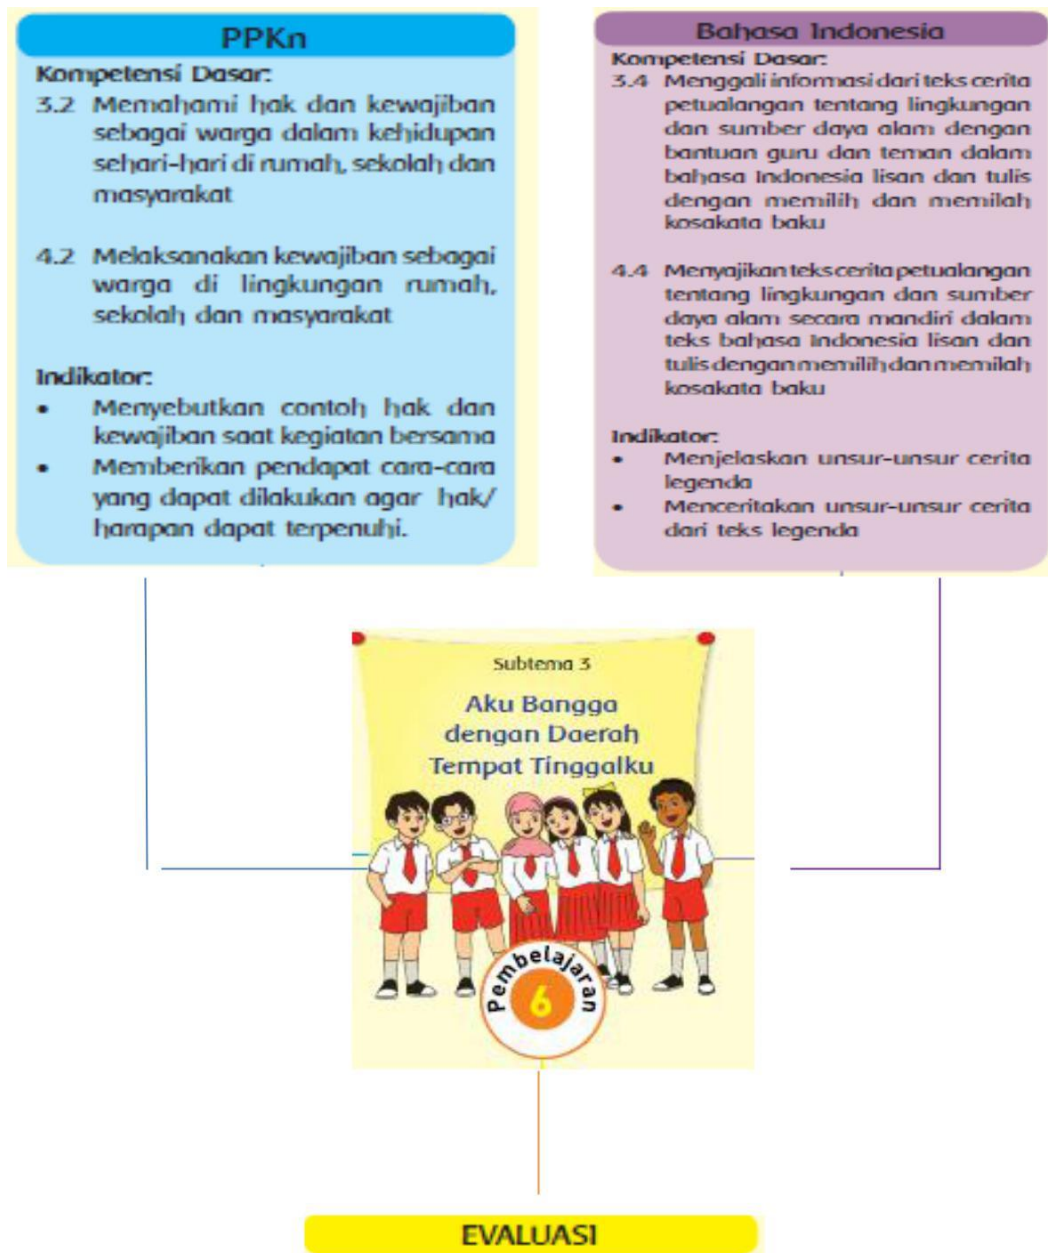 PPKn
Kompetensi Dasar:
3.2 Memahami hak dan kewajiban
sebagai warga dalam kehidupan
sehari-hari di rumah, sekolah dan
masyarakat
4.2 Melaksanakan kewajiban sebagai
warga di lingkungan rumah,
sekolah dan masyarakat
Indikator:
• Menyebutkan contoh hak dan
kewajiban saat kegiatan bersama
• Memberikan pendapat cara-cara
yang dapat dilakukan agar hak/
harapan dapat terpenuhi.
Bahasa Indonesia
Kompetensi Dasar:
3.4 Menggali informasi dari teks cerita
petualangan tentang lingkungan
dan sumber daya alam dengan
bantuan guru dan teman dalam
bahasa Indonesia lisan dan tulis
dengan memilih dan memilah
kosakata baku
4.4 Menyajikan teks cerita petualangan
tentang lingkungan dan sumber
daya alam secara mandiri dalam
teks bahasa Indonesia lisan dan
tulis dengan memilih dan memilah
kosakata baku
Indikator:
• Menjelaskan unsur-unsur cerita
legenda
• Menceritakan unsur-unsur cerita
dari teks legenda
Subtema 3
Aku Bangga
dengan Daerah
Tempat Tinggalku
Pembelajaran
6
EVALUASI